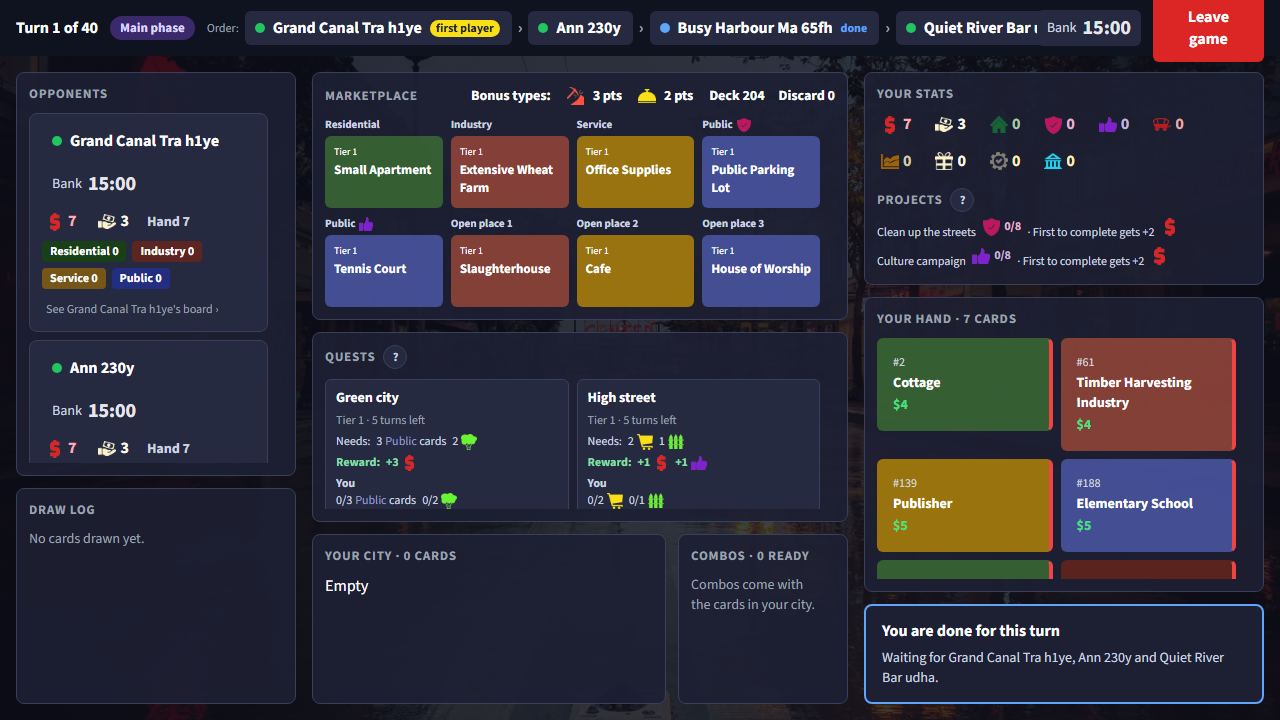 Turn 1 of 40 Main phase Order: Grand Canal Tra h1ye first player › Ann 230y › Busy Harbour Ma 65fh done › Quiet River Bar Bank 15:00 Leave game
OPPONENTS
Grand Canal Tra h1ye
Bank 15:00
7 3 Hand 7
Residential 0 Industry 0
Service 0 Public 0
See Grand Canal Tra h1ye's board ›
Ann 230y
Bank 15:00
7 3 Hand 7
DRAW LOG
No cards drawn yet.
MARKETPLACE Bonus types: 3 pts 2 pts Deck 204 Discard 0
Residential Industry Service Public
Tier 1 Tier 1 Tier 1 Tier 1
Small Apartment Extensive Wheat Farm Office Supplies Public Parking Lot
Public Open place 1 Open place 2 Open place 3
Tier 1 Tier 1 Tier 1 Tier 1
Tennis Court Slaughterhouse Cafe House of Worship
QUESTS ?
Green city
Tier 1 · 5 turns left
Needs: 3 Public cards 2
Reward: +3
You
0/3 Public cards 0/2
High street
Tier 1 · 5 turns left
Needs: 2 1
Reward: +1 +1
You
0/2 0/1
YOUR CITY · 0 CARDS
Empty
COMBOS · 0 READY
Combos come with
the cards in your city.
YOUR STATS
7 3 0 0 0 0
0 0 0 0
PROJECTS ?
Clean up the streets 0/8 · First to complete gets +2
Culture campaign 0/8 · First to complete gets +2
YOUR HAND · 7 CARDS
#2
Cottage
$4
#61
Timber Harvesting
Industry
$4
#139
Publisher
$5
#188
Elementary School
$5
You are done for this turn
Waiting for Grand Canal Tra h1ye, Ann 230y and Quiet River
Bar udha.